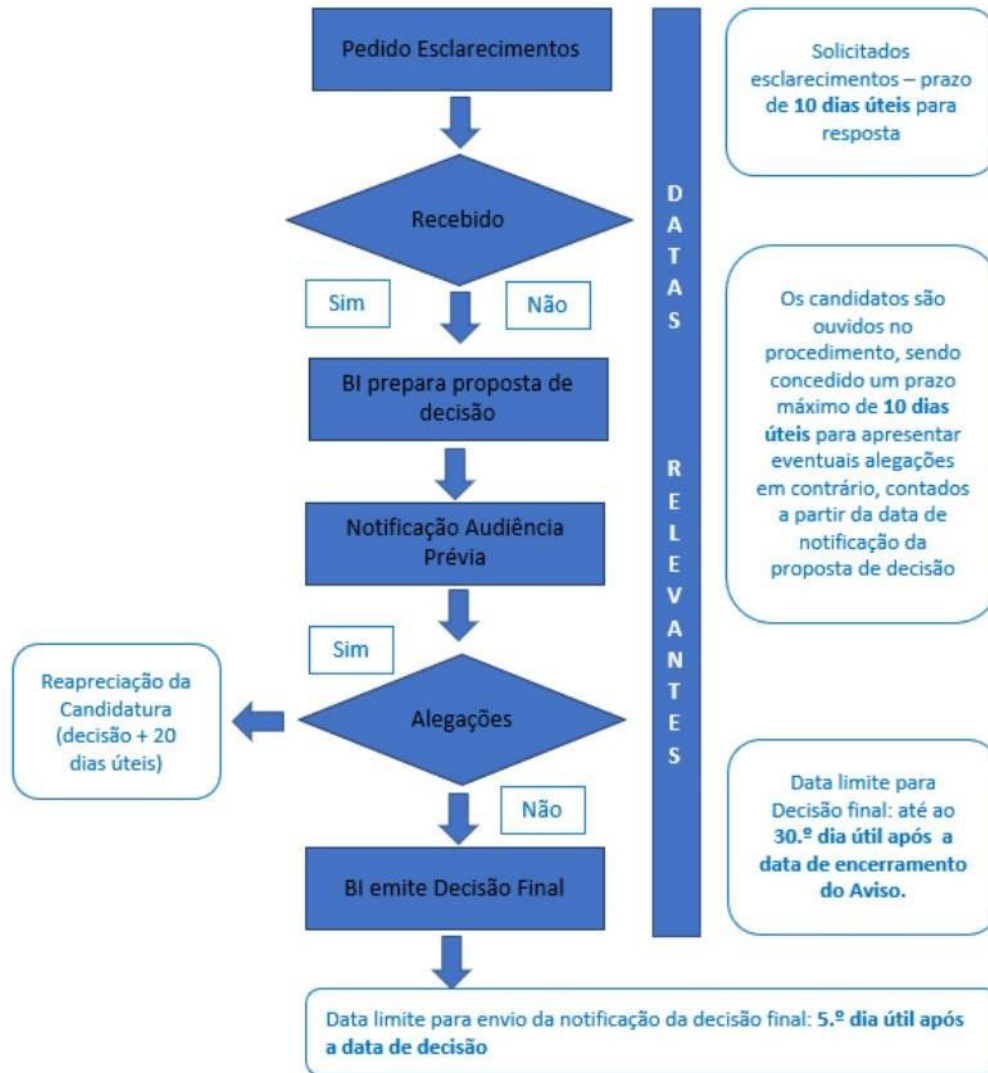 Pedido Esclarecimentos
Solicitados
esclarecimentos – prazo
de 10 dias úteis para
resposta
Recebido
Sim
Não
DATAS RELEVANTES
BI prepara proposta de
decisão
Os candidatos são
ouvidos no
procedimento, sendo
concedido um prazo
máximo de 10 dias
úteis para apresentar
eventuais alegações
em contrário, contados
a partir da data de
notificação da
proposta de decisão
Notificação Audiência
Prévia
Sim
Alegações
Reapreciação da
Candidatura
(decisão + 20
dias úteis)
Não
BI emite Decisão Final
Data limite para
Decisão final: até ao
30.º dia útil após a
data de encerramento
do Aviso.
Data limite para envio da notificação da decisão final: 5.º dia útil após
a data de decisão